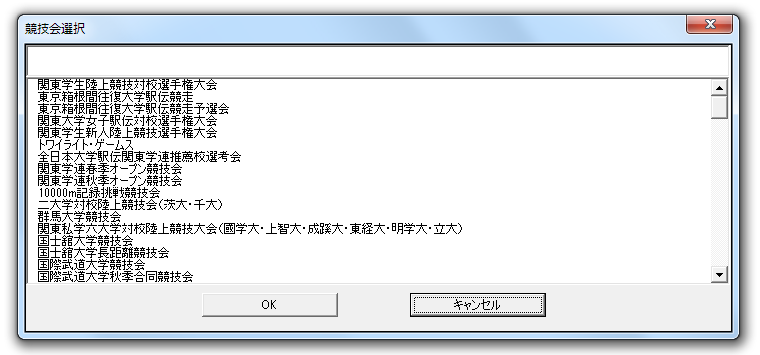 競技会選択
関東学生陸上競技対校選手権大会
東京箱根間往復大学駅伝競走
東京箱根間往復大学駅伝競走予選会
関東大学女子駅伝対校選手権大会
関東学生新人陸上競技選手権大会
トワイライト・ゲームス
全日本大学駅伝関東学連推薦校選考会
関東学連春季オープン競技会
関東学連秋季オープン競技会
10000m記録挑戦競技会
二大学対校陸上競技会(茨大・千大)
群馬大学競技会
関東私学六大学対校陸上競技大会(國学大・上智大・成蹊大・東経大・明学大・立大)
国士舘大学競技会
国士舘大学長距離競技会
国際武道大学競技会
国際武道大学秋季合同競技会
OK
キャンセル